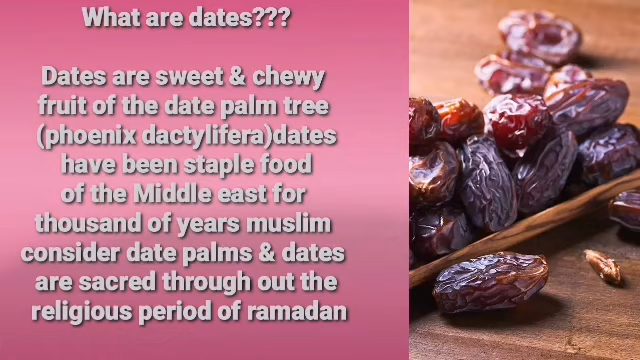 What are dates???
Dates are sweet & chewy
fruit of the date palm tree
(phoenix dactylifera)dates
have been staple food
of the Middle east for
thousand of years muslim
consider date palms & dates
are sacred through out the
religious period of ramadan